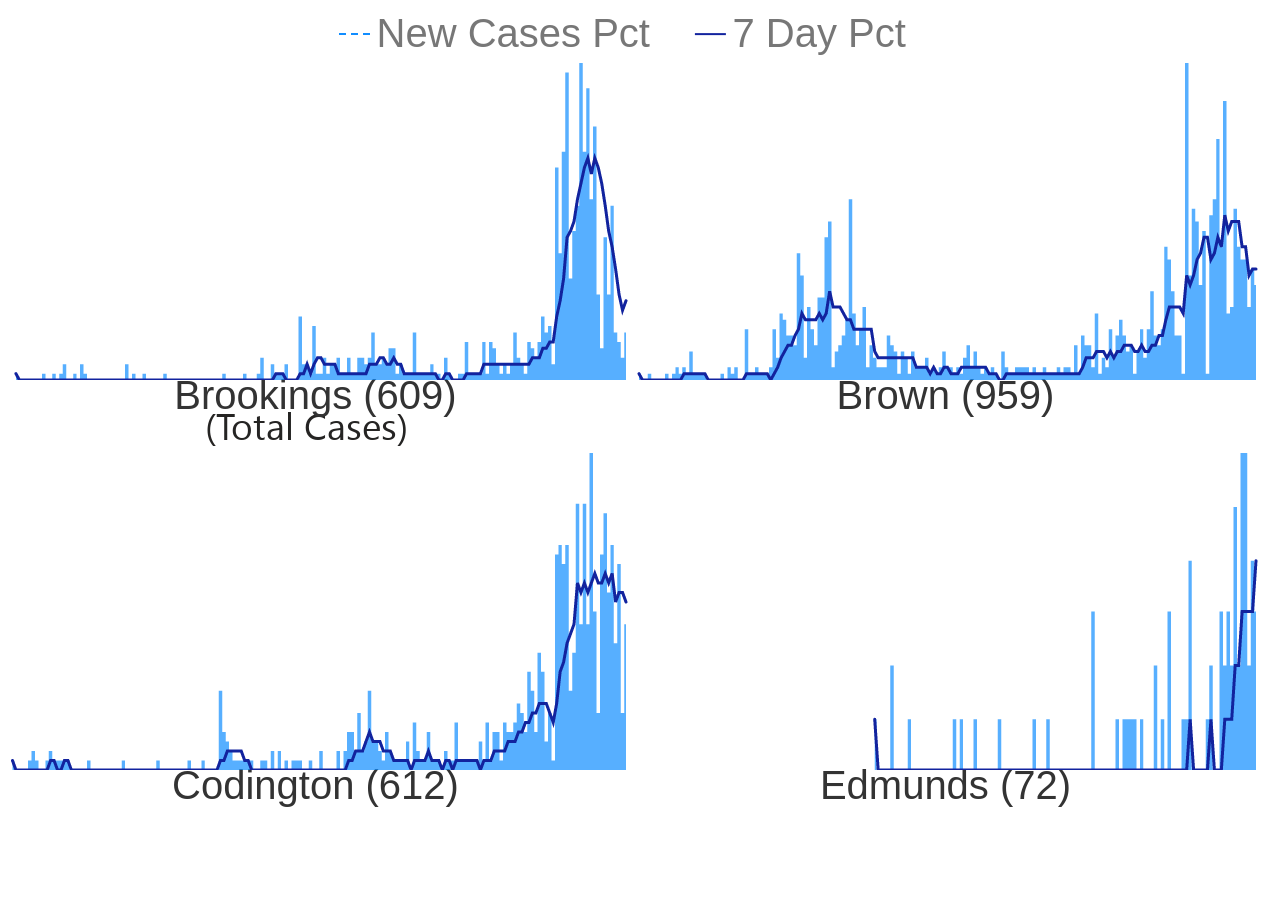 New Cases Pct 7 Day Pct
Brookings (609)
(Total Cases)
Brown (959)
Codington (612)
Edmunds (72)